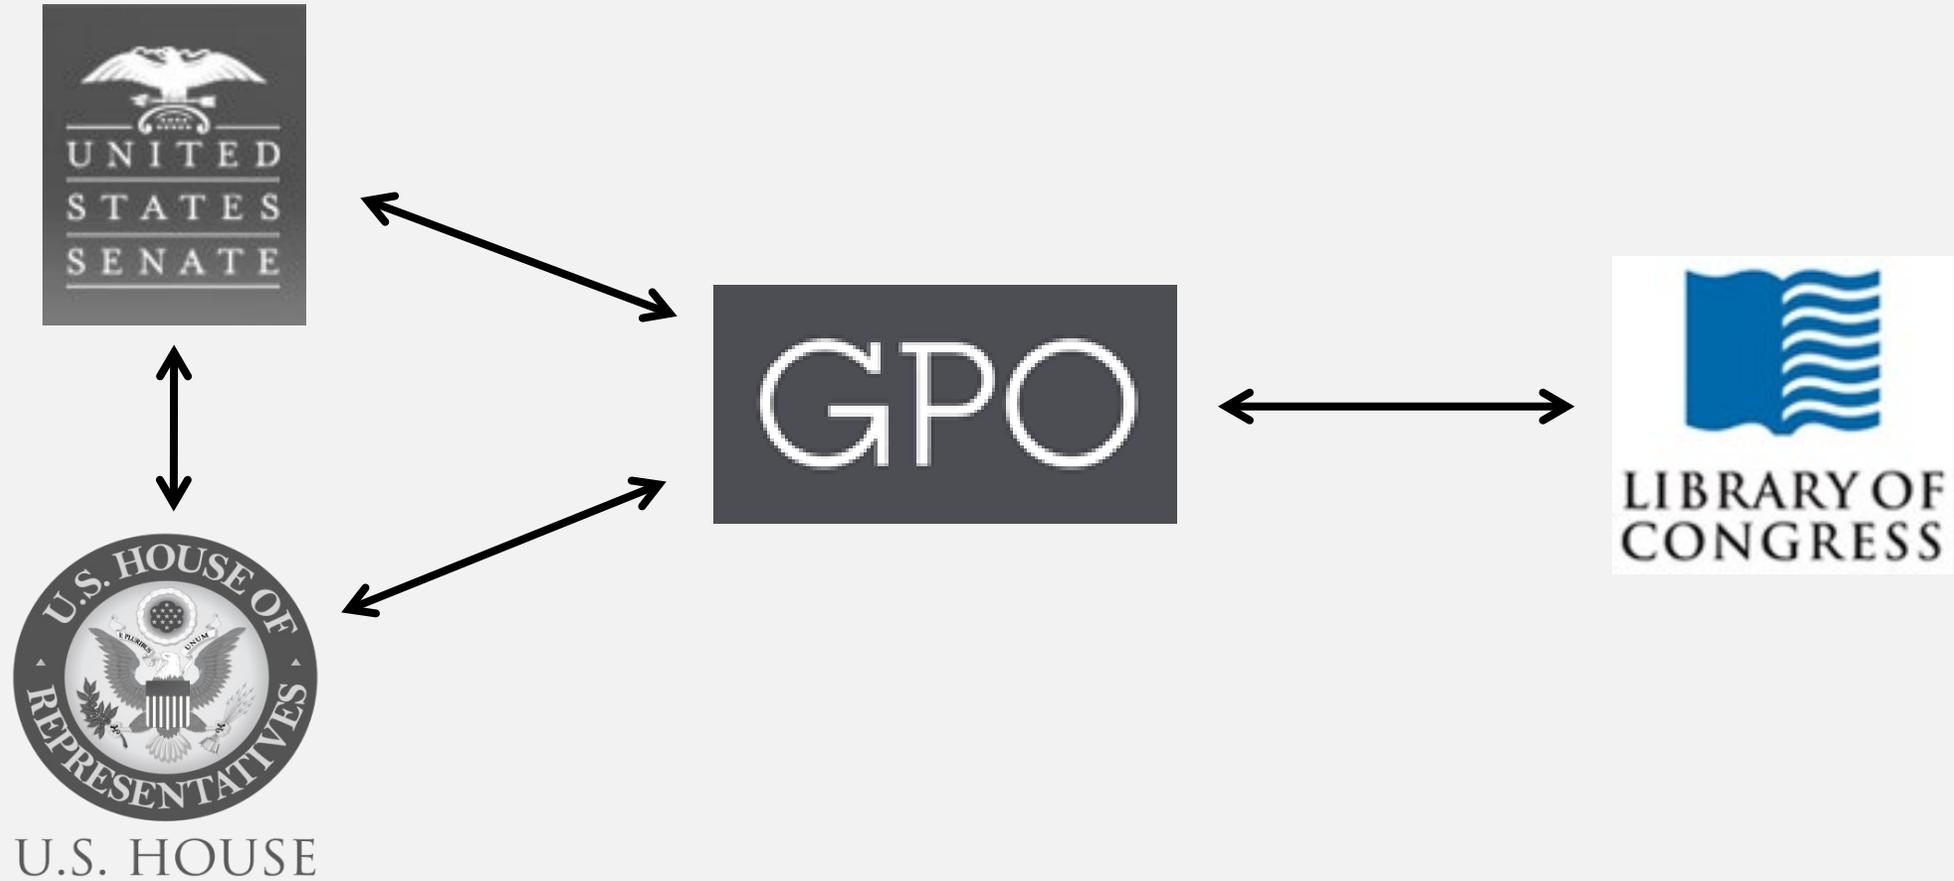 UNITED
STATES
SENATE
GPO
LIBRARY OF
CONGRESS
U.S. HOUSE OF
REPRESENTATIVES
E PLURIBUS
UNUM
U.S. HOUSE